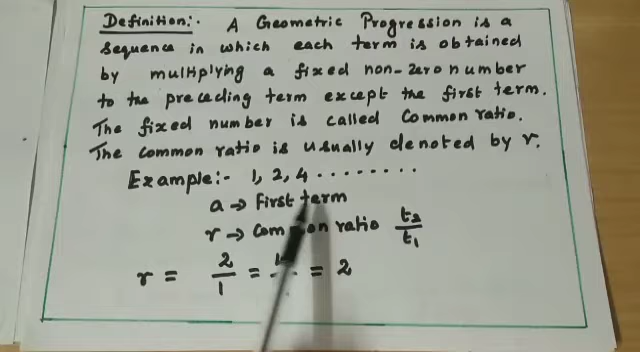 Definition:- A Geometric Progression is a
sequence in which each term is obtained
by multiplying a fixed non-zero number
to the preceding term except the first term.
The fixed number is called Common ratio.
The common ratio is usually denoted by r.
Example:- 1, 2, 4 ........
a → First term
r → Common ratio t2/t1
r = 2/1 = = 2